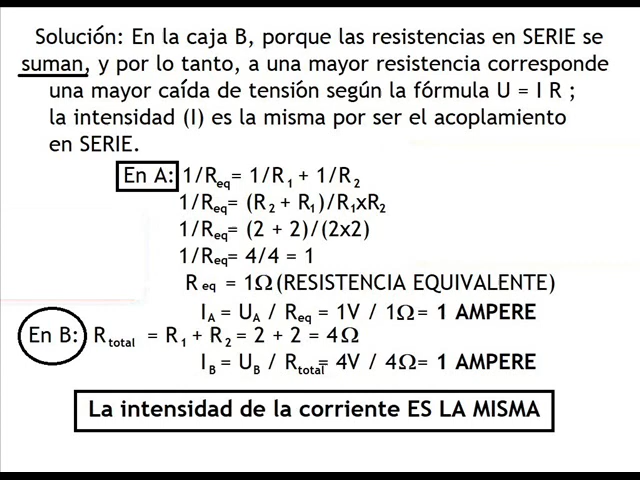 Solución: En la caja B, porque las resistencias en SERIE se
suman, y por lo tanto, a una mayor resistencia corresponde
una mayor caída de tensión según la fórmula U = I R ;
la intensidad (I) es la misma por ser el acoplamiento
en SERIE.
En A: 1/Req= 1/R1 + 1/R2
1/Req= (R2 + R1)/R1xR2
1/Req= (2 + 2)/(2x2)
1/Req= 4/4 = 1
R eq = 1Ω (RESISTENCIA EQUIVALENTE)
IA = UA / Req = 1V / 1Ω= 1 AMPERE
En B: Rtotal = R1 + R2 = 2 + 2 = 4Ω
IB = UB / Rtotal= 4V / 4Ω= 1 AMPERE
La intensidad de la corriente ES LA MISMA